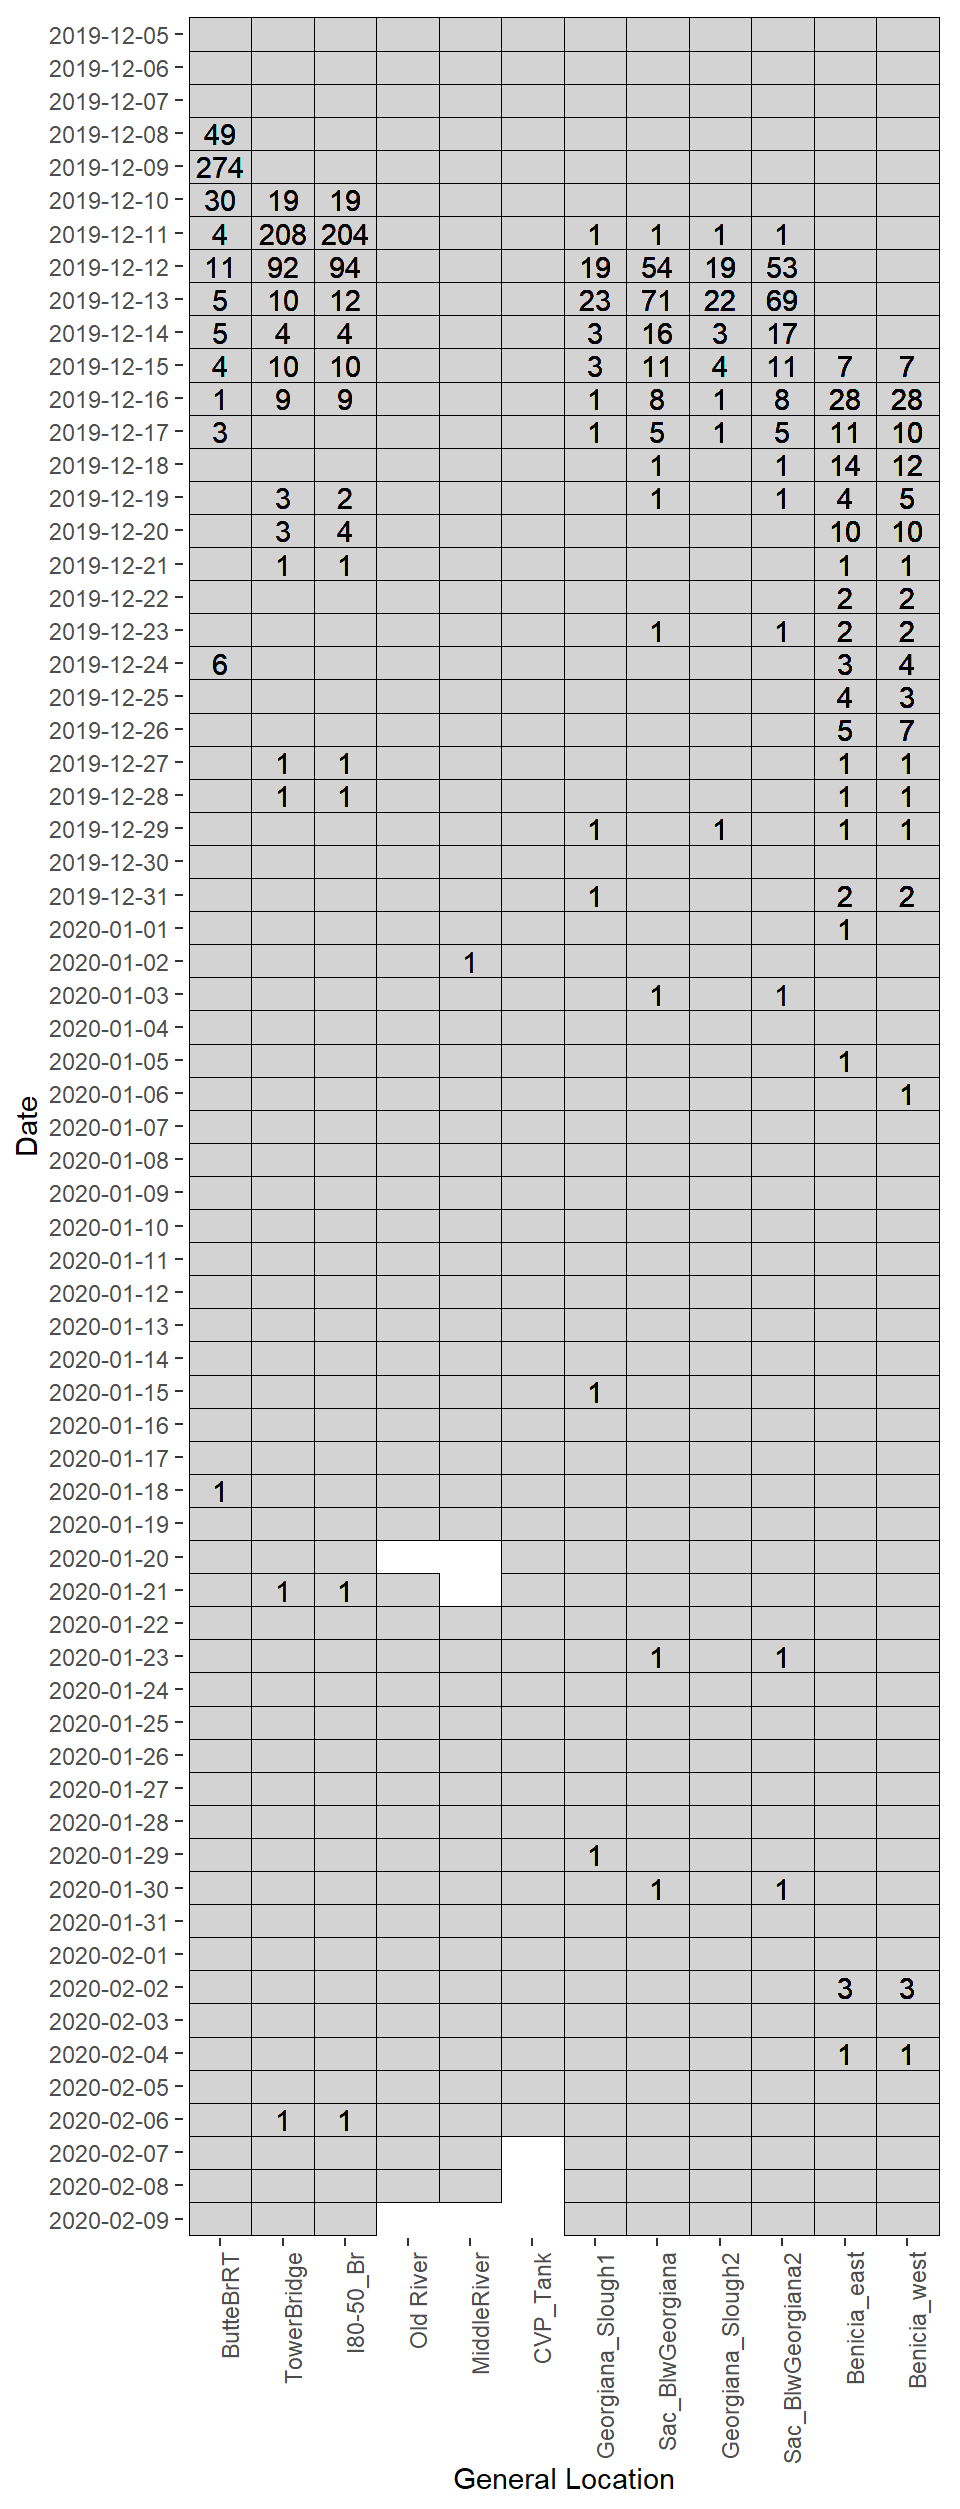 2019-12-05
2019-12-06
2019-12-07
2019-12-08 49
2019-12-09 274
2019-12-10 30 19 19
2019-12-11 4 208 204 1 1 1 1
2019-12-12 11 92 94 19 54 19 53
2019-12-13 5 10 12 23 71 22 69
2019-12-14 5 4 4 3 16 3 17
2019-12-15 4 10 10 3 11 4 11 7 7
2019-12-16 1 9 9 1 8 1 8 28 28
2019-12-17 3 1 5 1 5 11 10
2019-12-18 1 1 14 12
2019-12-19 3 2 1 1 4 5
2019-12-20 3 4 10 10
2019-12-21 1 1 1 1
2019-12-22 2 2
2019-12-23 1 1 2 2
2019-12-24 6 3 4
2019-12-25 4 3
2019-12-26 5 7
2019-12-27 1 1 1 1
2019-12-28 1 1 1 1
2019-12-29 1 1 1 1
2019-12-30
2019-12-31 1 2 2
2020-01-01 1
2020-01-02 1
2020-01-03 1 1
2020-01-04
2020-01-05 1
2020-01-06 1
2020-01-07
2020-01-08
2020-01-09
2020-01-10
2020-01-11
2020-01-12
2020-01-13
2020-01-14
2020-01-15 1
2020-01-16
2020-01-17
2020-01-18 1
2020-01-19
2020-01-20
2020-01-21 1 1
2020-01-22
2020-01-23 1 1
2020-01-24
2020-01-25
2020-01-26
2020-01-27
2020-01-28
2020-01-29 1
2020-01-30 1 1
2020-01-31
2020-02-01
2020-02-02 3 3
2020-02-03
2020-02-04 1 1
2020-02-05
2020-02-06 1 1
2020-02-07
2020-02-08
2020-02-09
Date
ButteBrRT
TowerBridge
I80-50_Br
Old River
MiddleRiver
CVP_Tank
Georgiana_Slough1
Sac_BlwGeorgiana
Georgiana_Slough2
Sac_BlwGeorgiana2
Benicia_east
Benicia_west
General Location